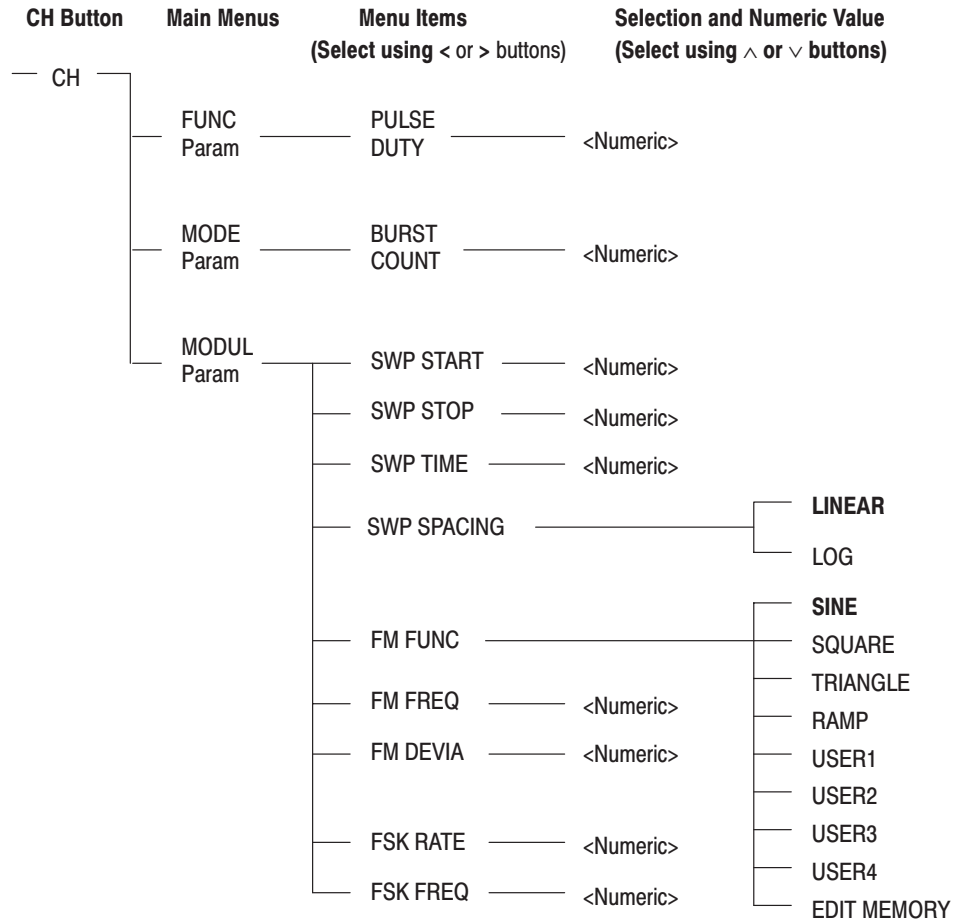 CH Button Main Menus Menu Items Selection and Numeric Value
(Select using < or > buttons) (Select using ∧ or ∨ buttons)
CH
FUNC PULSE
Param DUTY <Numeric>
MODE BURST
Param COUNT <Numeric>
MODUL SWP START <Numeric>
Param
SWP STOP <Numeric>
SWP TIME <Numeric>
LINEAR
SWP SPACING
LOG
SINE
FM FUNC SQUARE
TRIANGLE
FM FREQ <Numeric> RAMP
FM DEVIA <Numeric> USER1
USER2
FSK RATE <Numeric> USER3
USER4
FSK FREQ <Numeric> EDIT MEMORY